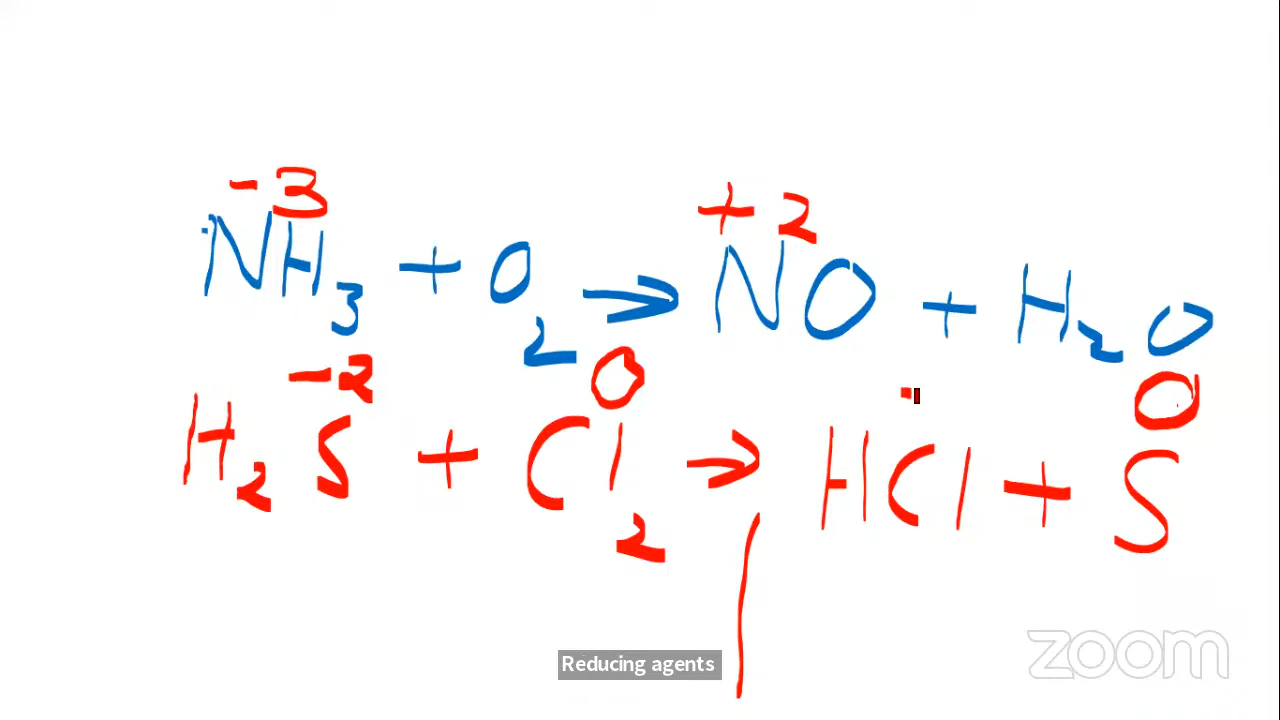 -3 +2
NH3 + O2 → NO + H2O
-2 0 0
H2S + Cl2 → HCl + S
Reducing agents
zoom